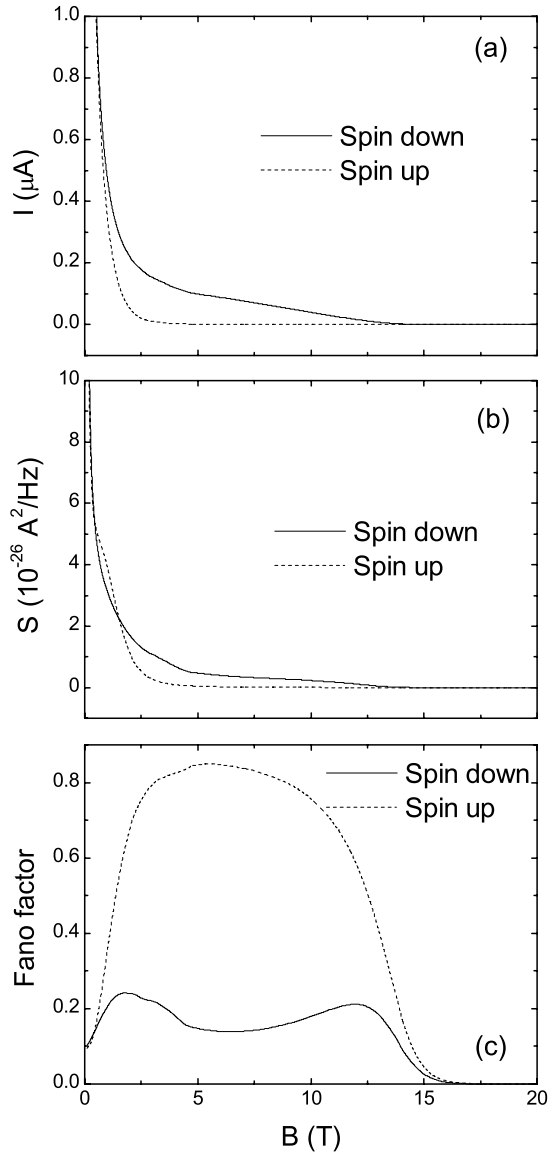 1.0
(a)
0.8
Spin down
0.6
Spin up
I (μA)
0.4
0.2
0.0
10
(b)
8
6
Spin down
S (10⁻²⁶ A²/Hz)
4
Spin up
2
0
Spin down
0.8
Spin up
0.6
Fano factor
0.4
0.2
(c)
0.0
0 5 10 15 20
B (T)